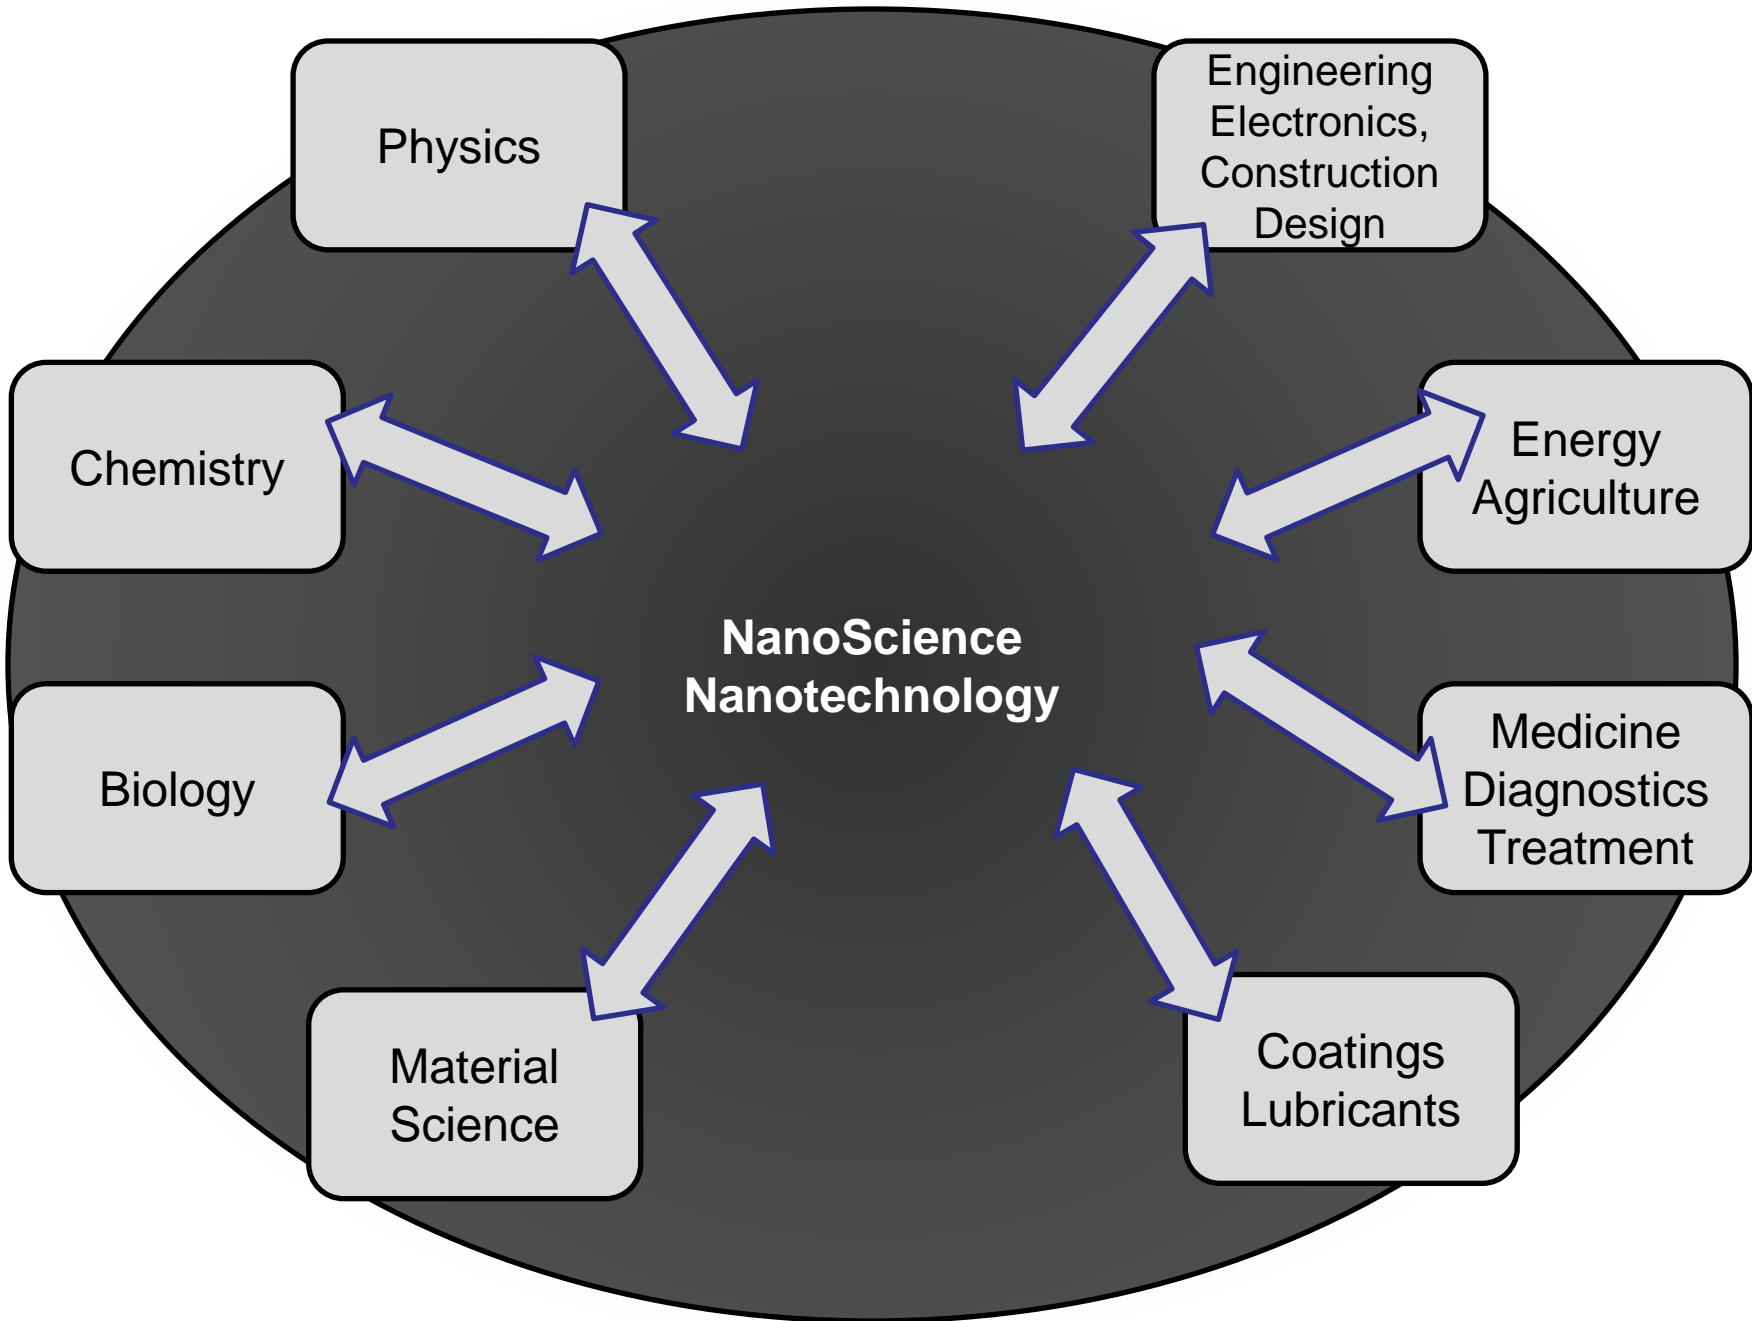 Physics
Engineering
Electronics,
Construction
Design
Chemistry
Energy
Agriculture
NanoScience
Nanotechnology
Biology
Medicine
Diagnostics
Treatment
Material
Science
Coatings
Lubricants